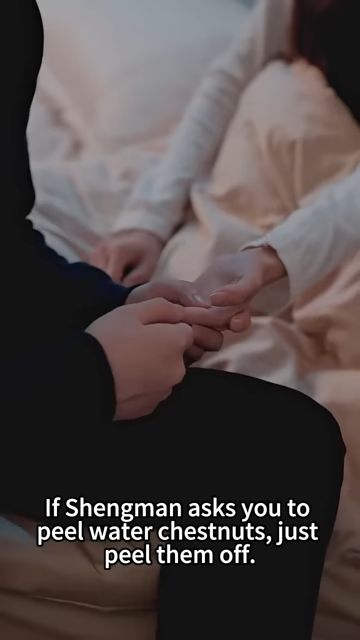 If Shengman asks you to
peel water chestnuts, just
peel them off.